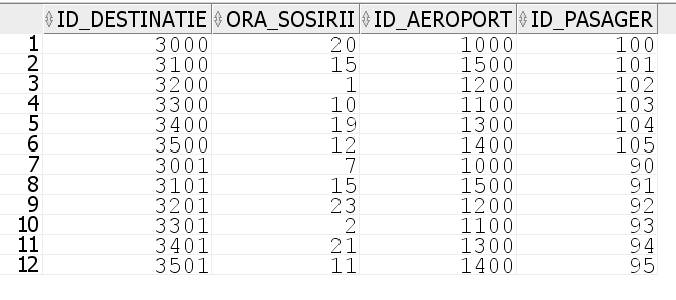 ID_DESTINATIE ORA_SOSIRII ID_AEROPORT ID_PASAGER
1 3000 20 1000 100
2 3100 15 1500 101
3 3200 1 1200 102
4 3300 10 1100 103
5 3400 19 1300 104
6 3500 12 1400 105
7 3001 7 1000 90
8 3101 15 1500 91
9 3201 23 1200 92
10 3301 2 1100 93
11 3401 21 1300 94
12 3501 11 1400 95